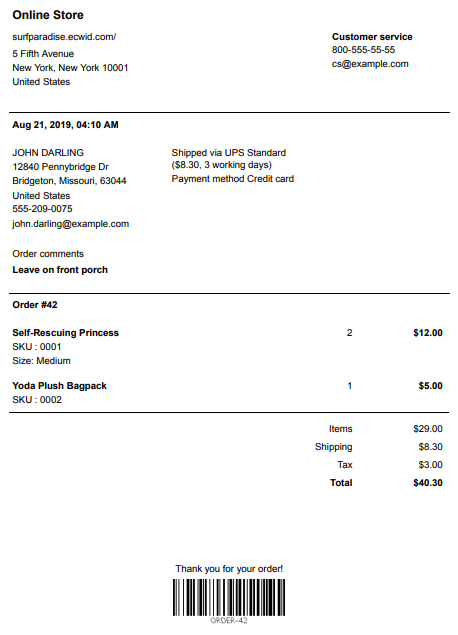 Online Store
surfparadise.ecwid.com/
5 Fifth Avenue
New York, New York 10001
United States
Customer service
800-555-55-55
cs@example.com
Aug 21, 2019, 04:10 AM
JOHN DARLING
12840 Pennybridge Dr
Bridgeton, Missouri, 63044
United States
555-209-0075
john.darling@example.com
Shipped via UPS Standard
($8.30, 3 working days)
Payment method Credit card
Order comments
Leave on front porch
Order #42
Self-Rescuing Princess 2 $12.00
SKU : 0001
Size: Medium
Yoda Plush Bagpack 1 $5.00
SKU : 0002
Items $29.00
Shipping $8.30
Tax $3.00
Total $40.30
Thank you for your order!
ORDER-42